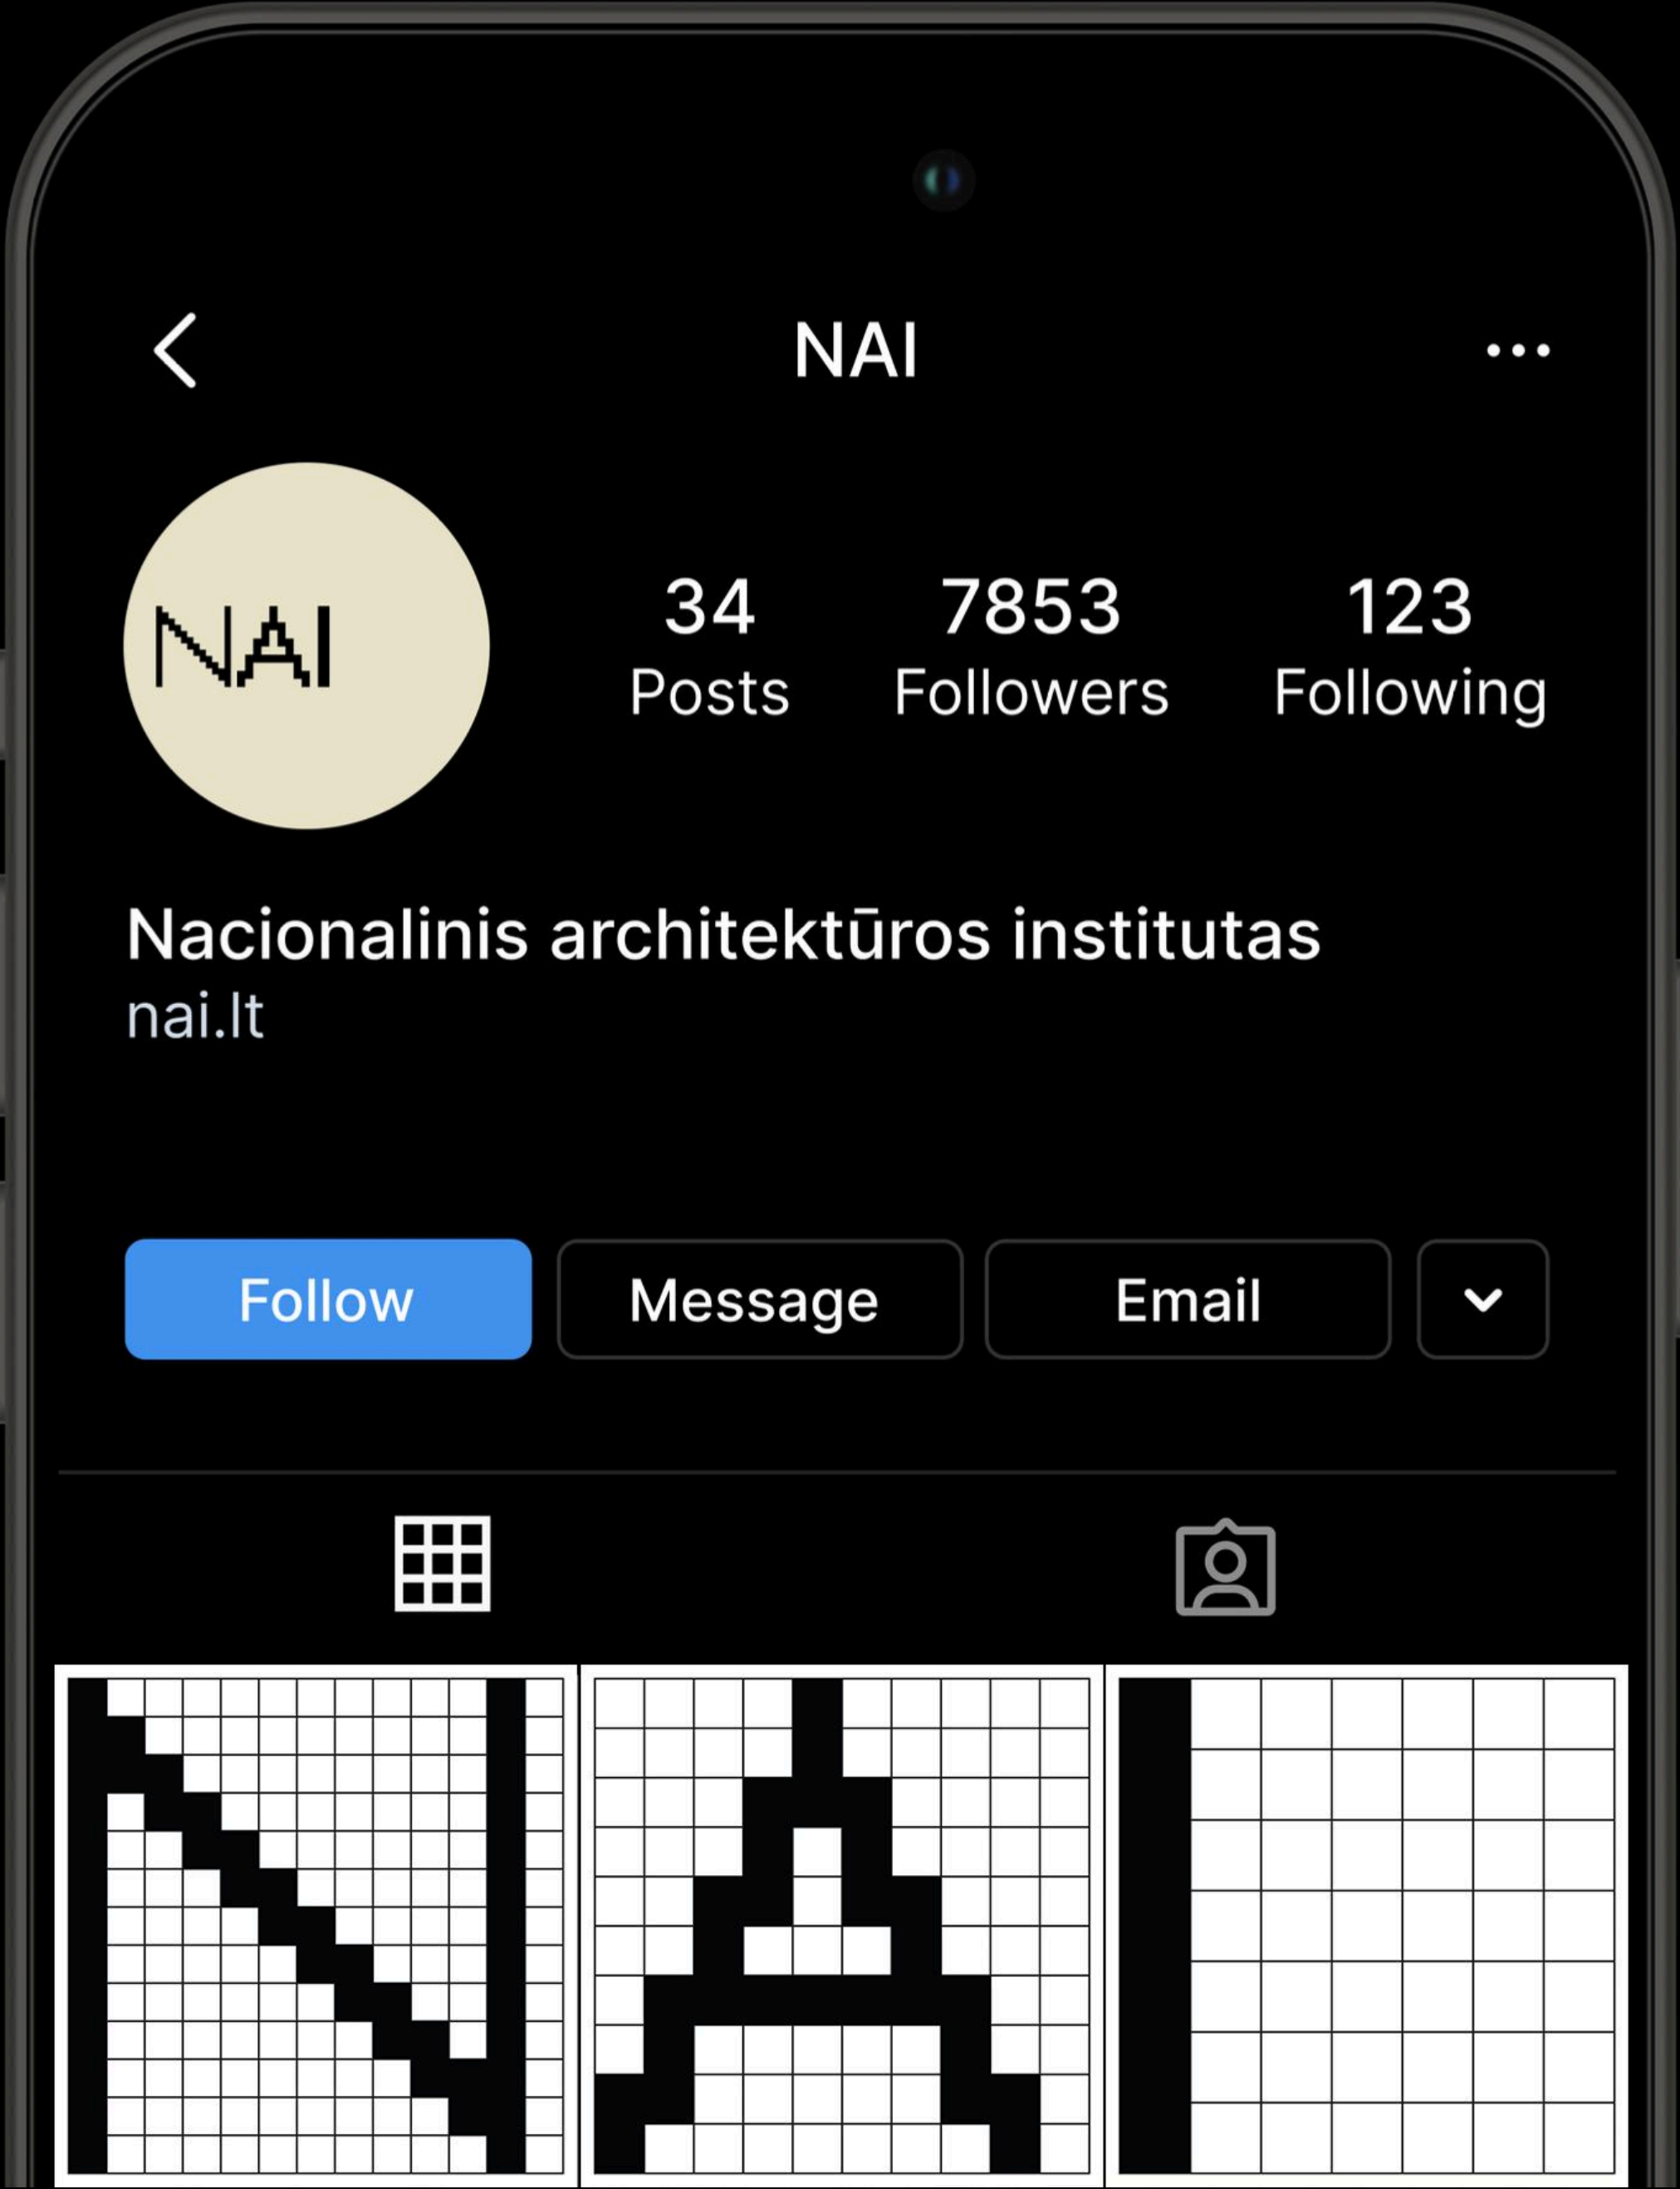 NAI
NAI
34 7853 123
Posts Followers Following
Nacionalinis architektūros institutas
nai.lt
Follow Message Email
N A I